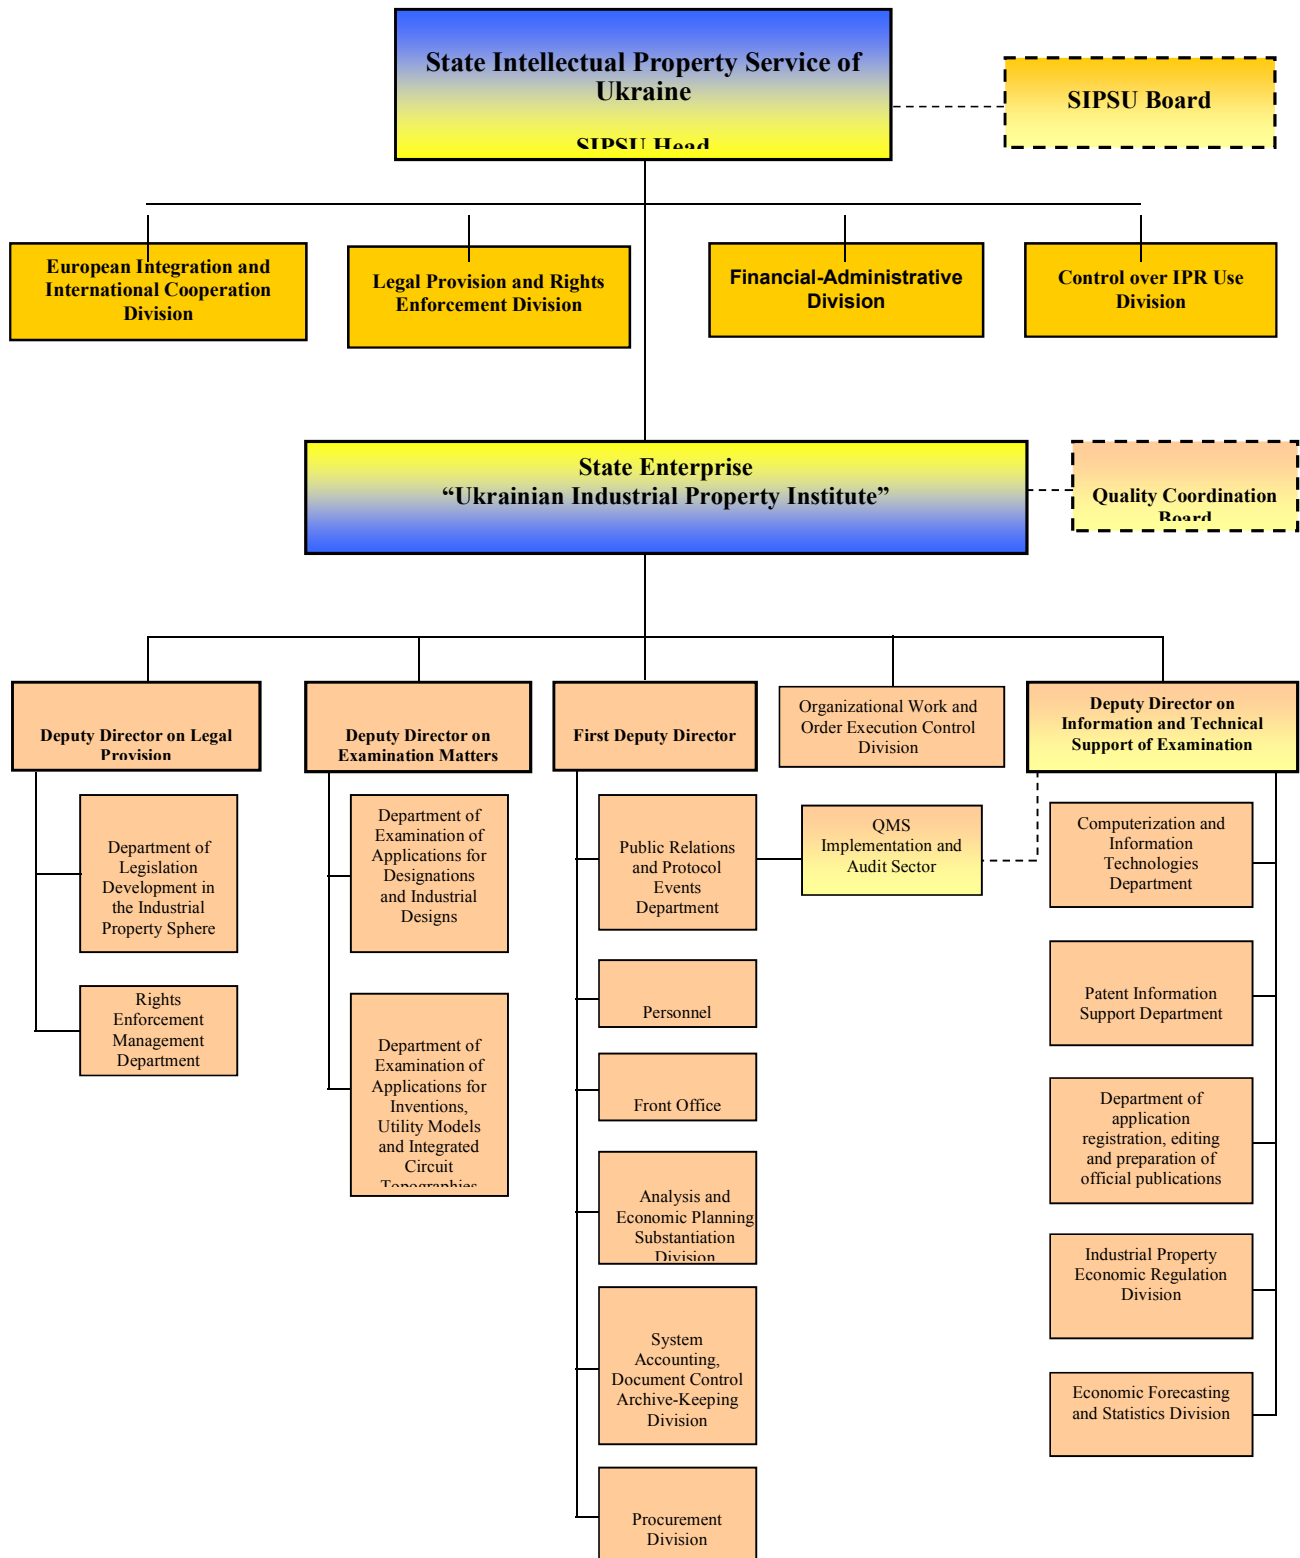 State Intellectual Property Service of
Ukraine
SIPSU Head
SIPSU Board
European Integration and
International Cooperation
Division
Legal Provision and Rights
Enforcement Division
Financial-Administrative
Division
Control over IPR Use
Division
State Enterprise
“Ukrainian Industrial Property Institute”
Quality Coordination
Board
Deputy Director on Legal
Provision
Deputy Director on
Examination Matters
First Deputy Director
Organizational Work and
Order Execution Control
Division
Deputy Director on
Information and Technical
Support of Examination
Department of
Legislation
Development in
the Industrial
Property Sphere
Rights
Enforcement
Management
Department
Department of
Examination of
Applications for
Designations
and Industrial
Designs
Department of
Examination of
Applications for
Inventions,
Utility Models
and Integrated
Circuit
Topographies
Public Relations
and Protocol
Events
Department
QMS
Implementation and
Audit Sector
Personnel
Front Office
Analysis and
Economic Planning
Substantiation
Division
System
Accounting,
Document Control
Archive-Keeping
Division
Procurement
Division
Computerization and
Information
Technologies
Department
Patent Information
Support Department
Department of
application
registration, editing
and preparation of
official publications
Industrial Property
Economic Regulation
Division
Economic Forecasting
and Statistics Division